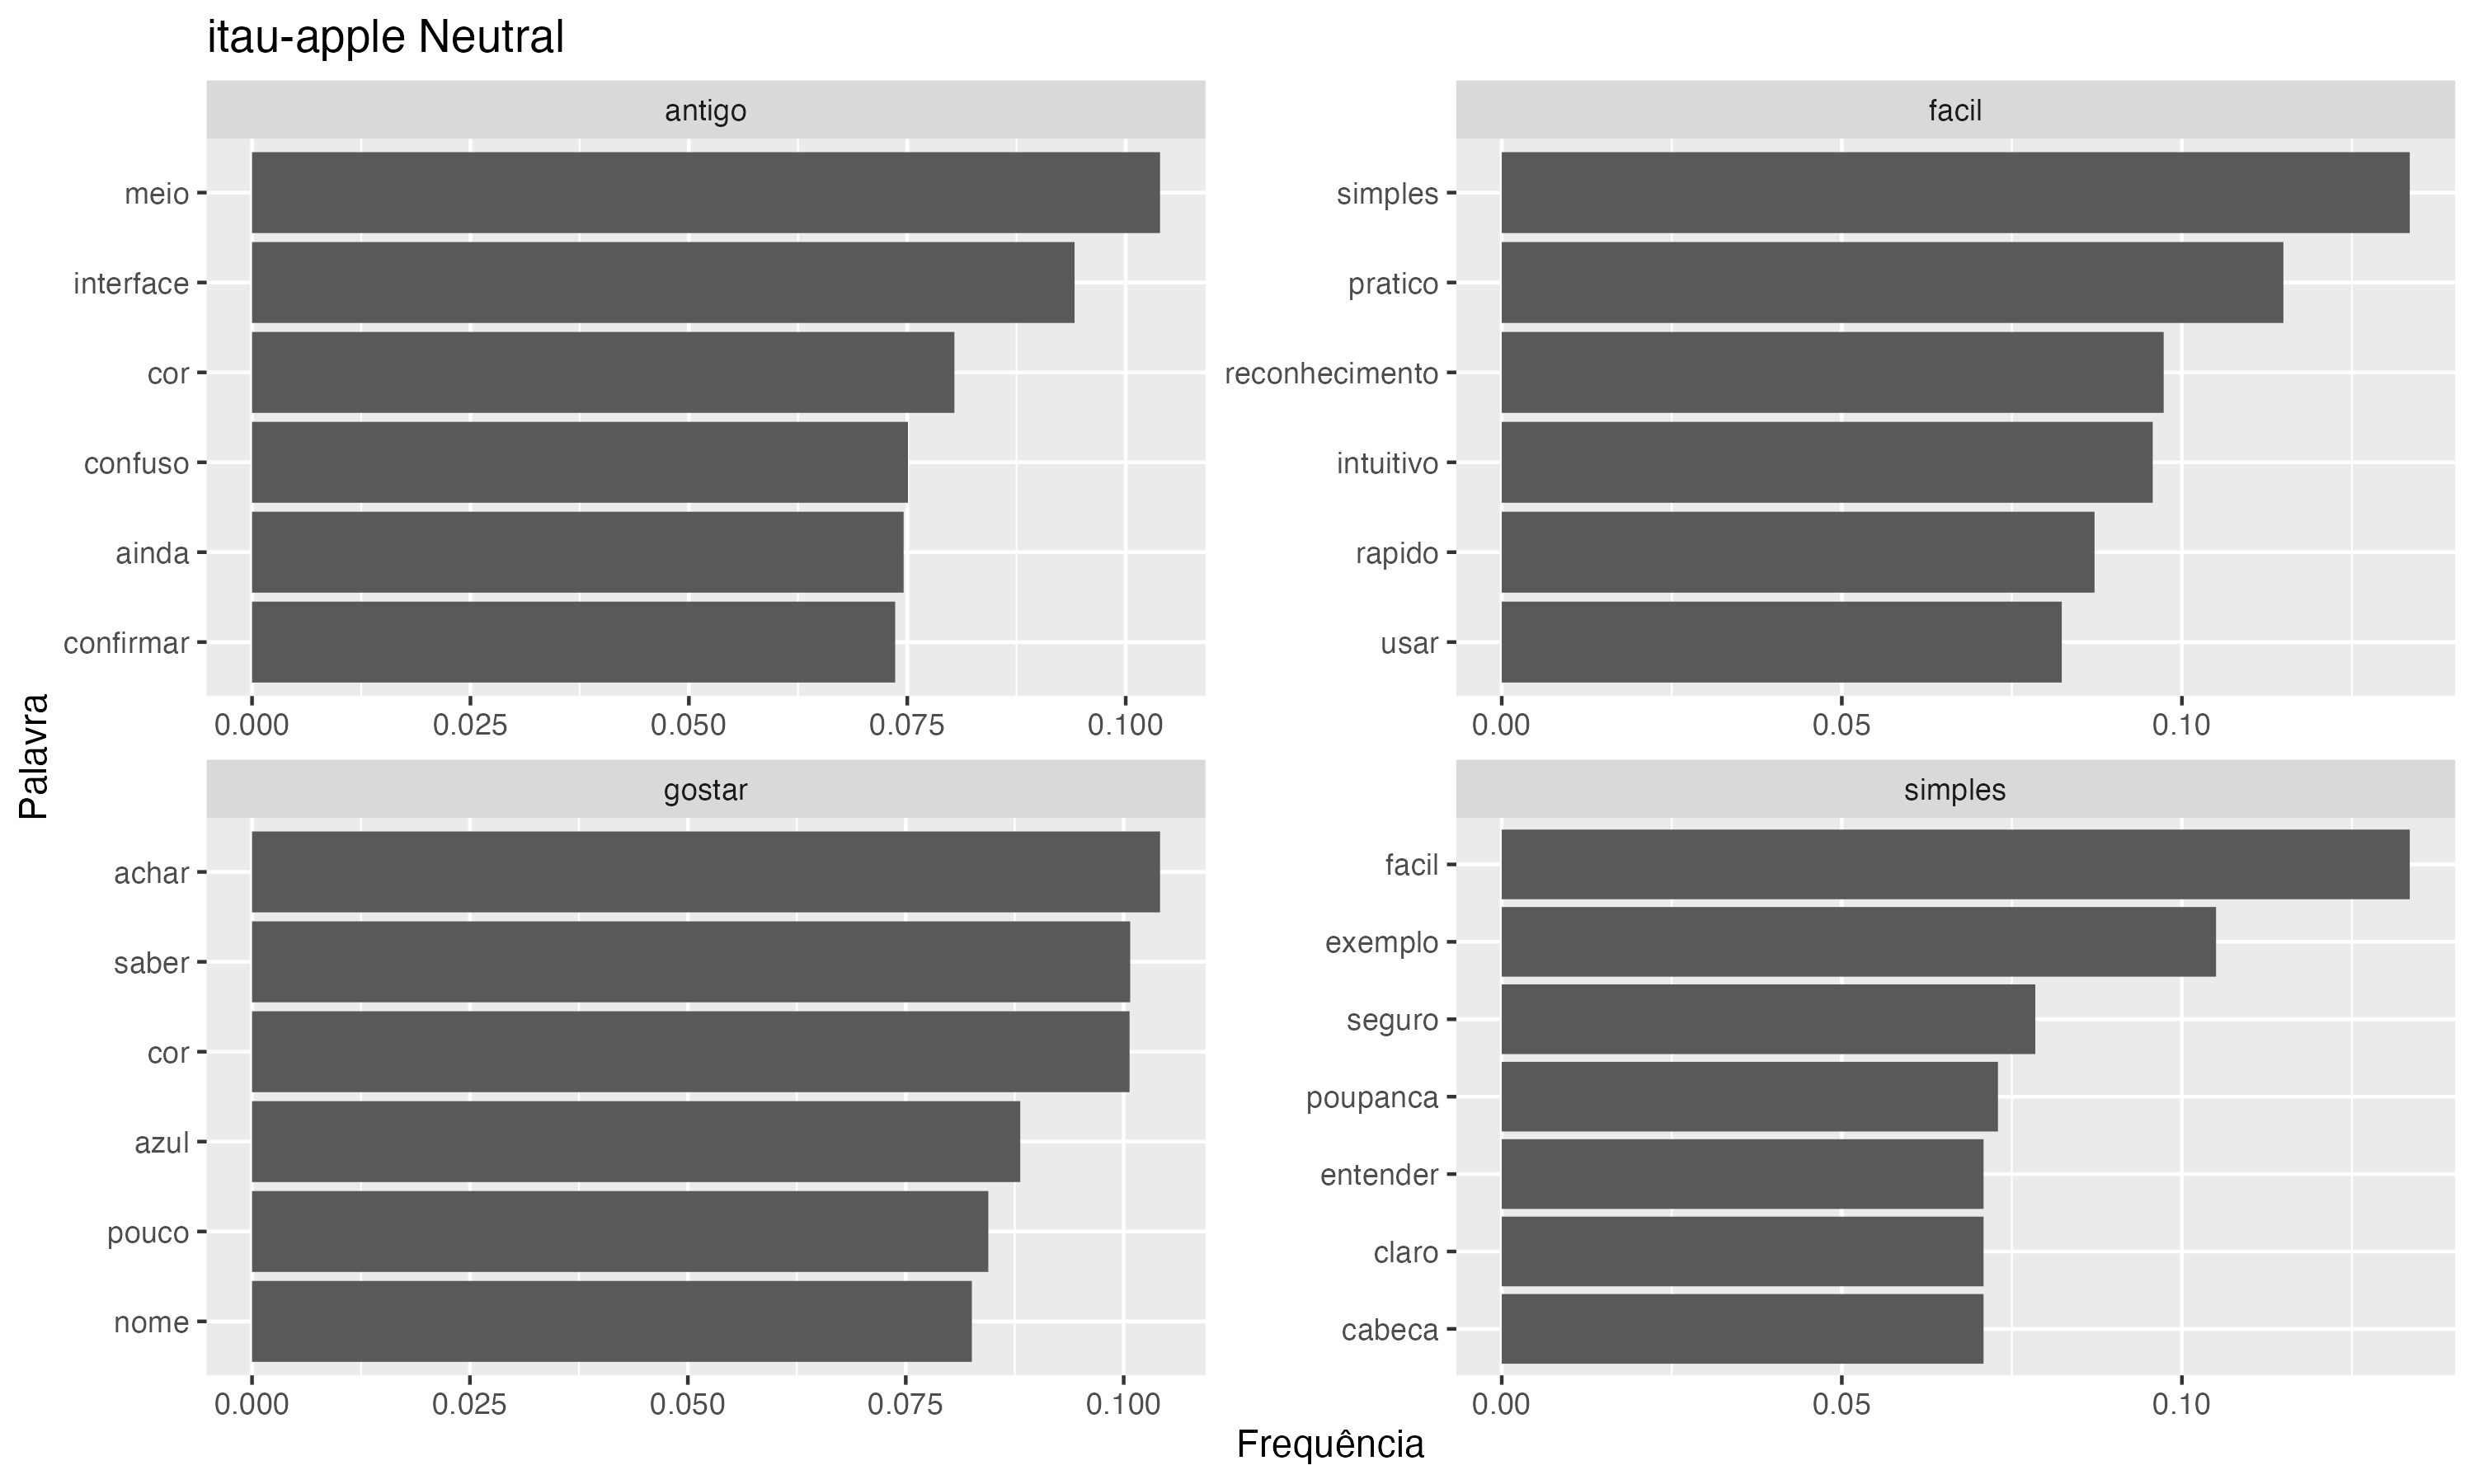 itau-apple Neutral
antigo
meio
interface
cor
confuso
ainda
confirmar
0.000 0.025 0.050 0.075 0.100
facil
simples
pratico
reconhecimento
intuitivo
rapido
usar
0.00 0.05 0.10
gostar
achar
saber
cor
azul
pouco
nome
0.000 0.025 0.050 0.075 0.100
simples
facil
exemplo
seguro
poupanca
entender
claro
cabeca
0.00 0.05 0.10
Palavra
Frequência